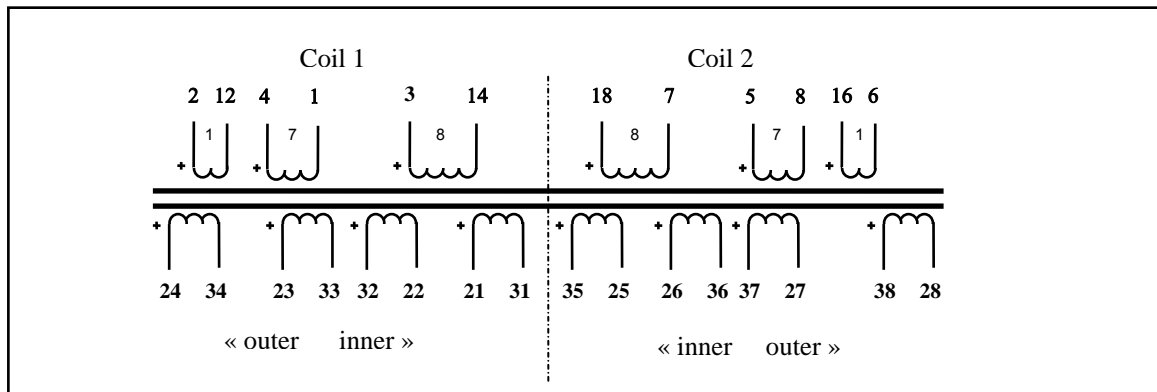 Coil 1 Coil 2
2 12 4 1 3 14 18 7 5 8 16 6
1 7 8 8 7 1
+ + + + + +
+ + + + + + + +
24 34 23 33 32 22 21 31 35 25 26 36 37 27 38 28
« outer inner » « inner outer »